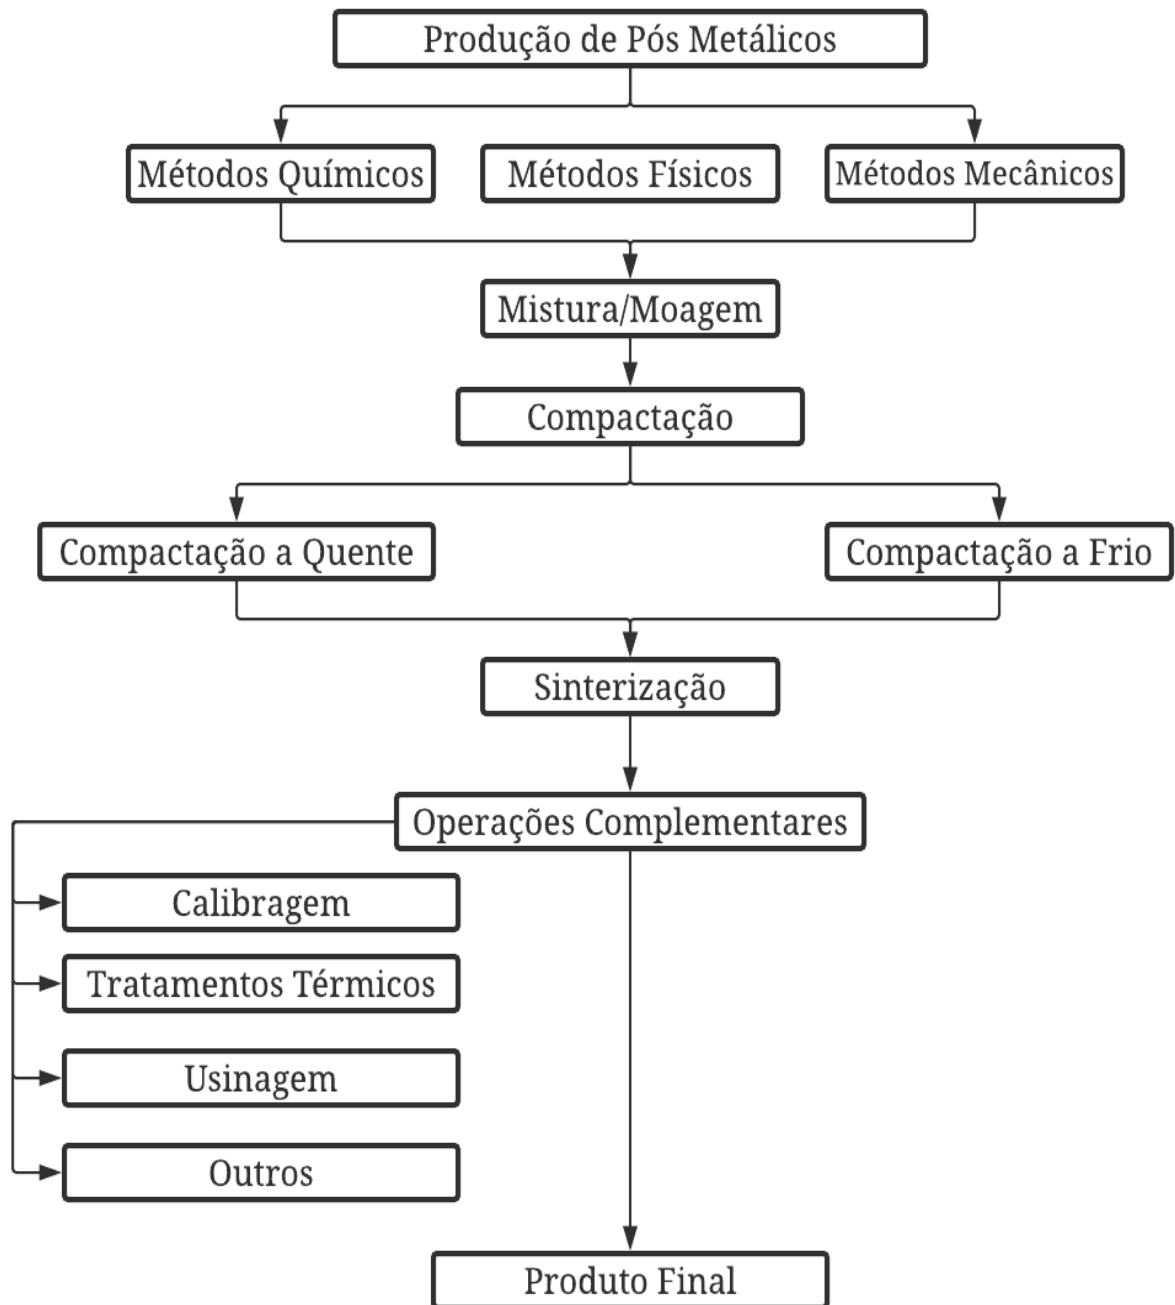 Produção de Pós Metálicos
Métodos Químicos
Métodos Físicos
Métodos Mecânicos
Mistura/Moagem
Compactação
Compactação a Quente
Compactação a Frio
Sinterização
Operações Complementares
Calibragem
Tratamentos Térmicos
Usinagem
Outros
Produto Final